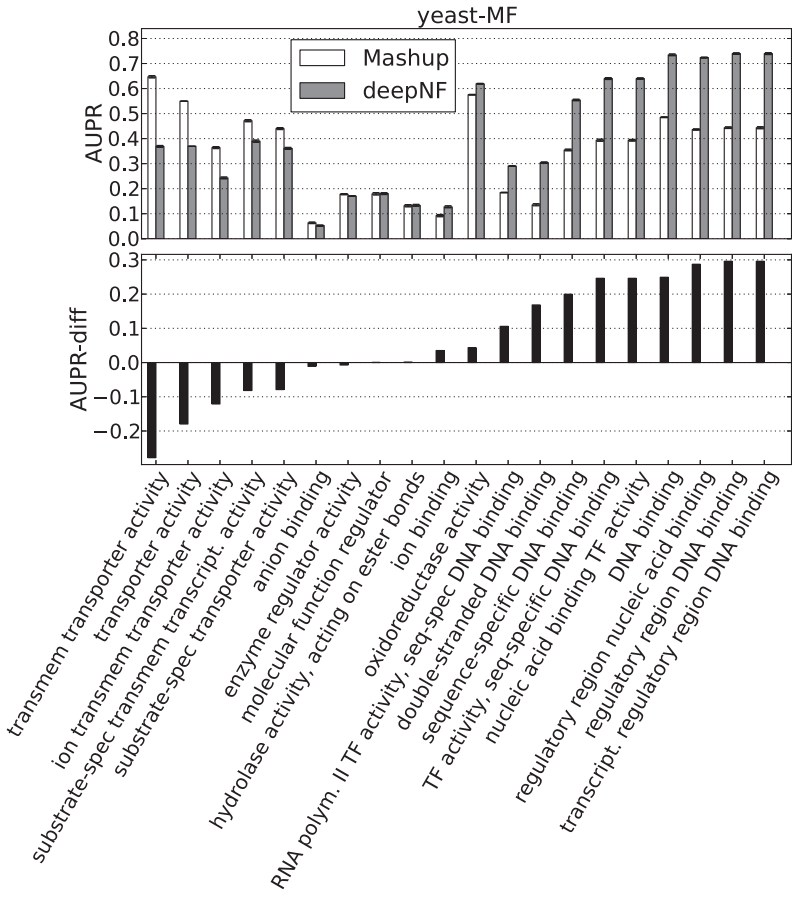 yeast-MF
AUPR
0.8
0.7
0.6
0.5
0.4
0.3
0.2
0.1
0.0
Mashup
deepNF
AUPR-diff
0.3
0.2
0.1
0.0
−0.1
−0.2
transmem transporter activity
transporter activity
ion transmem transporter activity
substrate-spec transmem transcript. activity
substrate-spec transporter activity
anion binding
enzyme regulator activity
molecular function regulator
hydrolase activity, acting on ester bonds
ion binding
oxidoreductase activity
RNA polym. II TF activity, seq-spec DNA binding
double-stranded DNA binding
sequence-specific DNA binding
TF activity, seq-specific DNA binding
nucleic acid binding TF activity
DNA binding
regulatory region nucleic acid binding
regulatory region DNA binding
transcript. regulatory region DNA binding